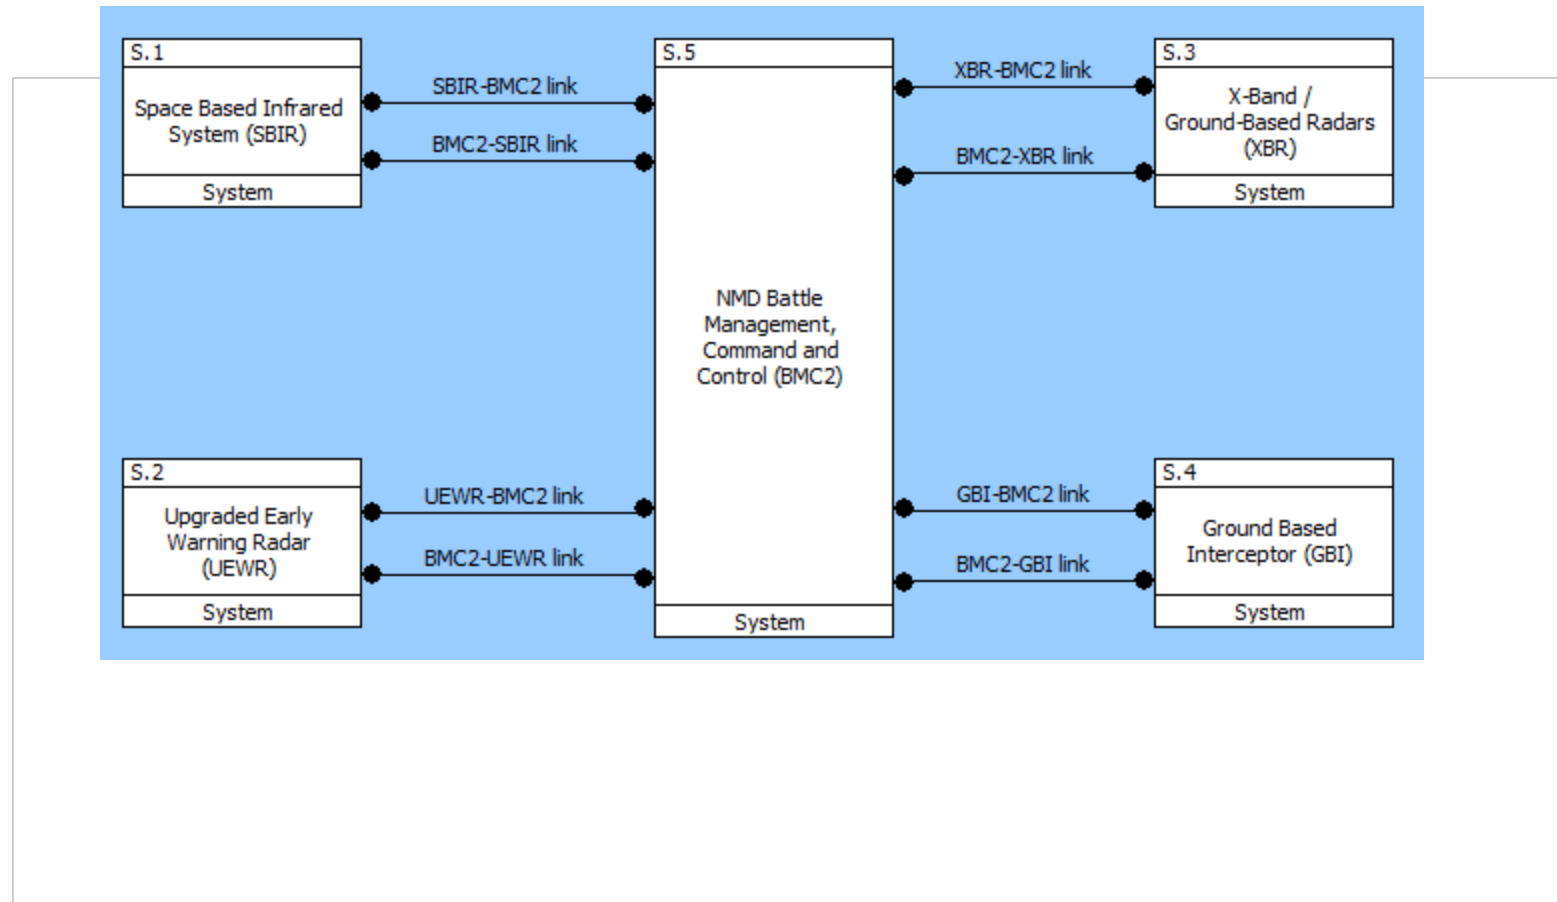 S.1
Space Based Infrared
System (SBIR)
System
SBIR-BMC2 link
BMC2-SBIR link
S.2
Upgraded Early
Warning Radar
(UEWR)
System
UEWR-BMC2 link
BMC2-UEWR link
S.5
NMD Battle
Management,
Command and
Control (BMC2)
System
XBR-BMC2 link
BMC2-XBR link
S.3
X-Band /
Ground-Based Radars
(XBR)
System
GBI-BMC2 link
BMC2-GBI link
S.4
Ground Based
Interceptor (GBI)
System